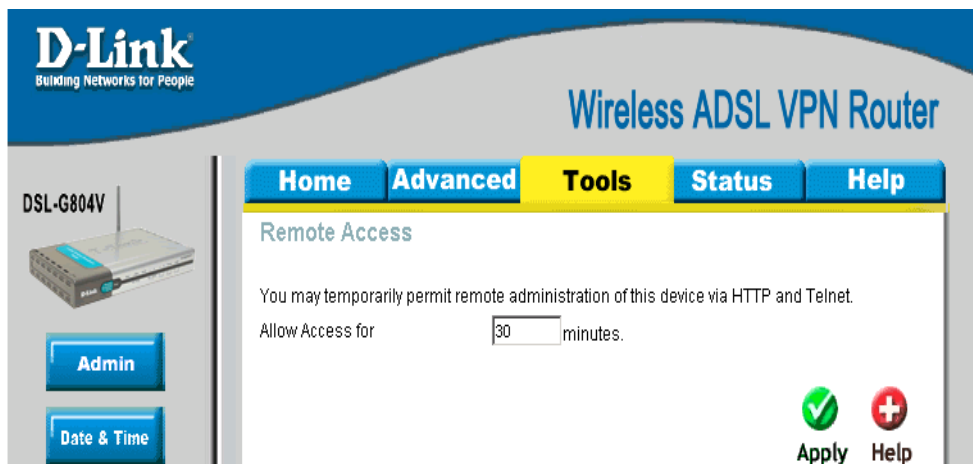 D-Link
Building Networks for People
Wireless ADSL VPN Router
DSL-G804V
Home Advanced Tools Status Help
Remote Access
You may temporarily permit remote administration of this device via HTTP and Telnet.
Allow Access for 30 minutes.
Admin
Date & Time
Apply Help